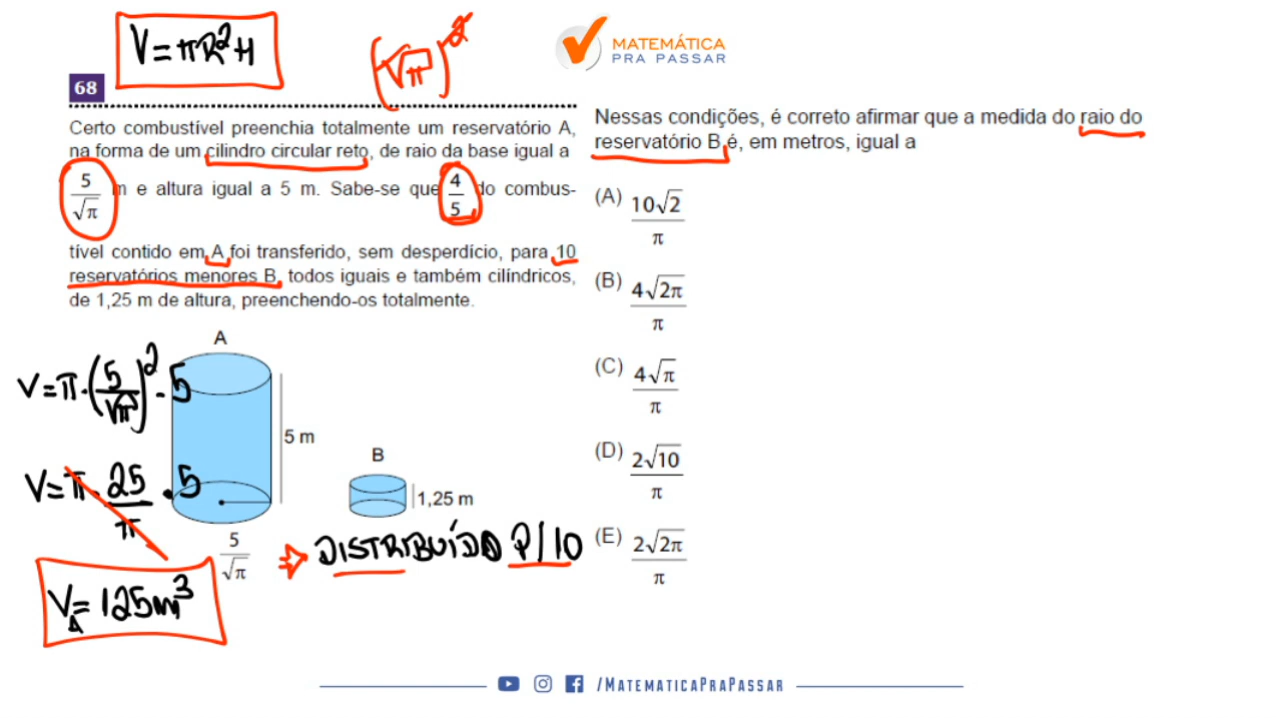 V = πR²H
(√π)²
MATEMÁTICA
PRA PASSAR
68
Certo combustível preenchia totalmente um reservatório A,
na forma de um cilindro circular reto, de raio da base igual a
5/√π m e altura igual a 5 m. Sabe-se que 4/5 do combus-
tível contido em A foi transferido, sem desperdício, para 10
reservatórios menores B, todos iguais e também cilíndricos,
de 1,25 m de altura, preenchendo-os totalmente.
A
V = π · (5/√π)² · 5
5 m
B
1,25 m
V = π · 25/π · 5
5/√π
⇒ DISTRIBUÍDO P/ 10
V_A = 125m³
Nessas condições, é correto afirmar que a medida do raio do
reservatório B é, em metros, igual a
(A) 10√2/π
(B) 4√2π/π
(C) 4√π/π
(D) 2√10/π
(E) 2√2π/π
/MATEMATICAPRAPASSAR